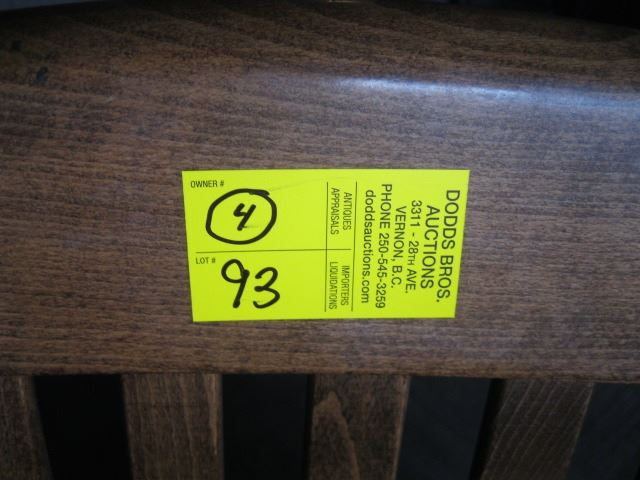 OWNER #
4
LOT #
93
ANTIQUES
APPRAISALS
IMPORTERS
LIQUIDATIONS
DODDS BROS.
AUCTIONS
3311 - 28TH AVE.
VERNON, B.C.
PHONE 250-545-3259
doddsauctions.com